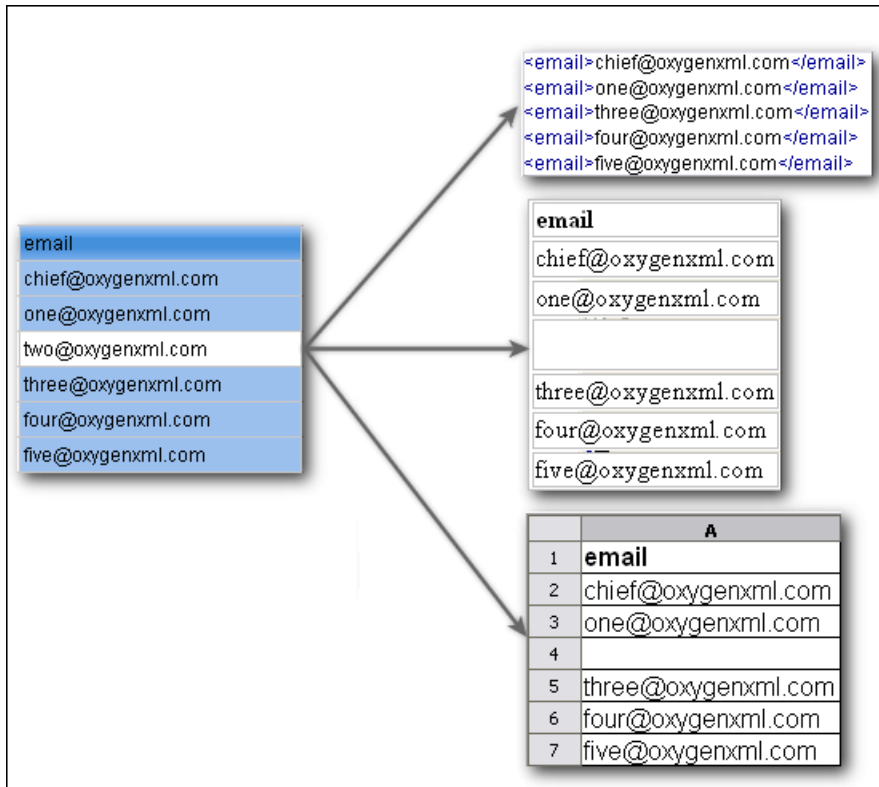 <email>chief@oxygenxml.com</email>
<email>one@oxygenxml.com</email>
<email>three@oxygenxml.com</email>
<email>four@oxygenxml.com</email>
<email>five@oxygenxml.com</email>
email
chief@oxygenxml.com
one@oxygenxml.com
two@oxygenxml.com
three@oxygenxml.com
four@oxygenxml.com
five@oxygenxml.com
email
chief@oxygenxml.com
one@oxygenxml.com
three@oxygenxml.com
four@oxygenxml.com
five@oxygenxml.com
A
1 email
2 chief@oxygenxml.com
3 one@oxygenxml.com
4
5 three@oxygenxml.com
6 four@oxygenxml.com
7 five@oxygenxml.com